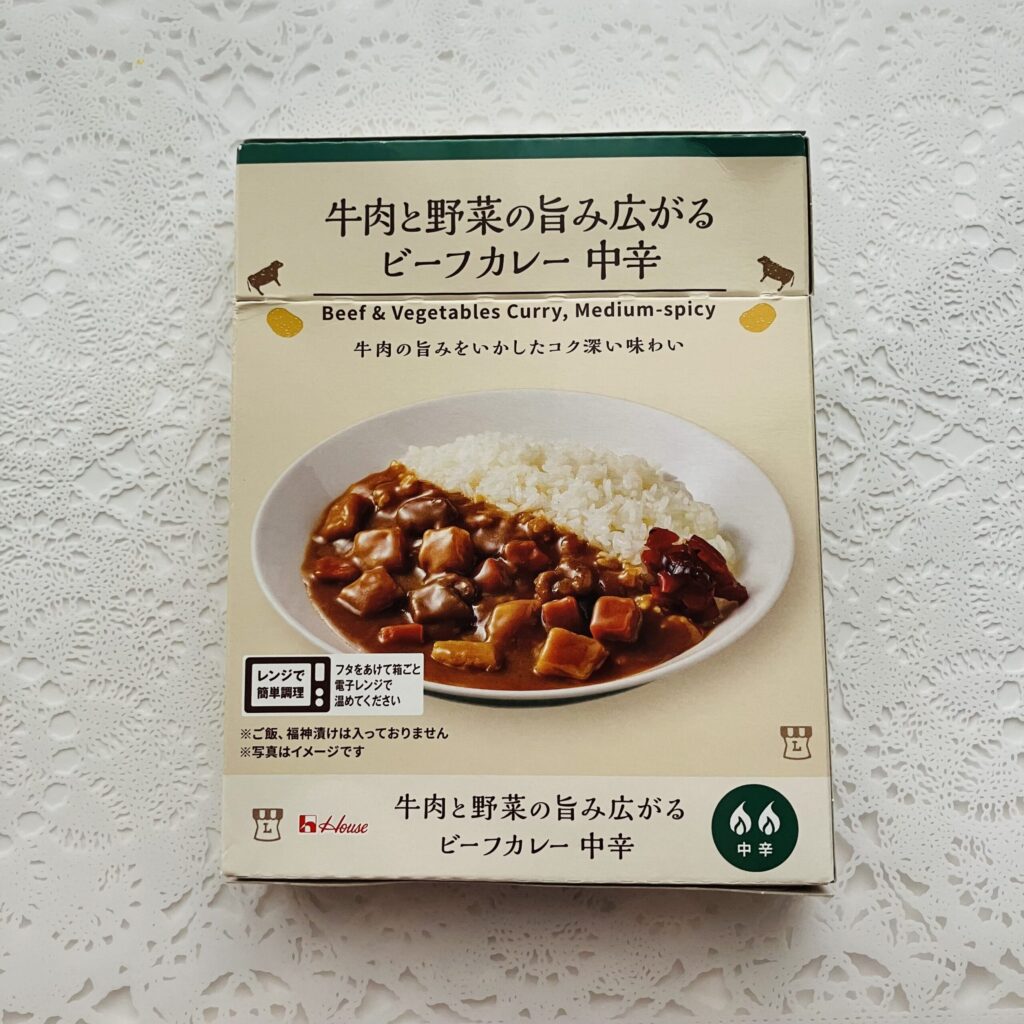 牛肉と野菜の旨み広がる
ビーフカレー 中辛
Beef & Vegetables Curry, Medium-spicy
牛肉の旨みをいかしたコク深い味わい
レンジで
簡単調理
フタをあけて箱ごと
電子レンジで
温めてください
※ご飯、福神漬けは入っておりません
※写真はイメージです
L
L
House
牛肉と野菜の旨み広がる
ビーフカレー 中辛
中辛